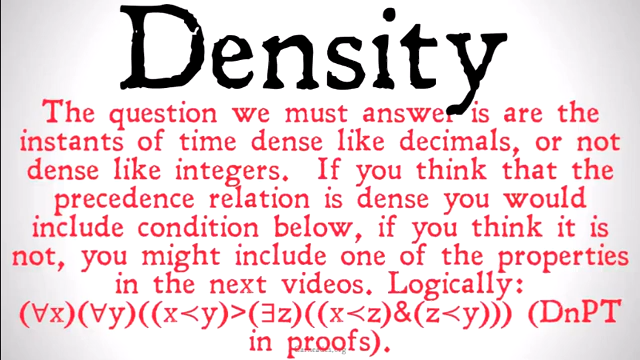 Density
The question we must answer is are the
instants of time dense like decimals, or not
dense like integers. If you think that the
precedence relation is dense you would
include condition below, if you think it is
not, you might include one of the properties
in the next videos. Logically:
(∀x)(∀y)((x≺y)>(∃z)((x≺z)&(z≺y))) (DnPT
in proofs).